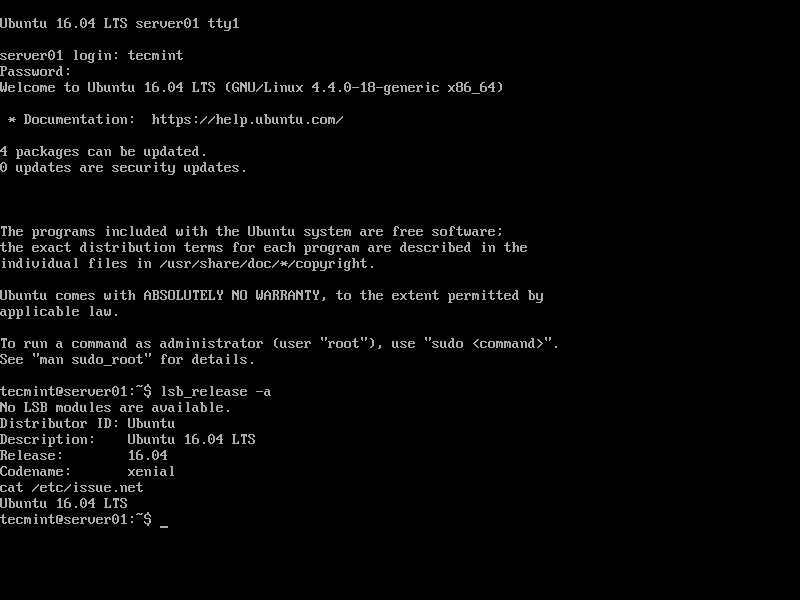 Ubuntu 16.04 LTS server01 tty1
server01 login: tecmint
Password:
Welcome to Ubuntu 16.04 LTS (GNU/Linux 4.4.0-18-generic x86_64)
* Documentation:  https://help.ubuntu.com/
4 packages can be updated.
0 updates are security updates.
The programs included with the Ubuntu system are free software;
the exact distribution terms for each program are described in the
individual files in /usr/share/doc/*/copyright.
Ubuntu comes with ABSOLUTELY NO WARRANTY, to the extent permitted by
applicable law.
To run a command as administrator (user "root"), use "sudo <command>".
See "man sudo_root" for details.
tecmint@server01:~$ lsb_release -a
No LSB modules are available.
Distributor ID: Ubuntu
Description:    Ubuntu 16.04 LTS
Release:        16.04
Codename:       xenial
cat /etc/issue.net
Ubuntu 16.04 LTS
tecmint@server01:~$ _